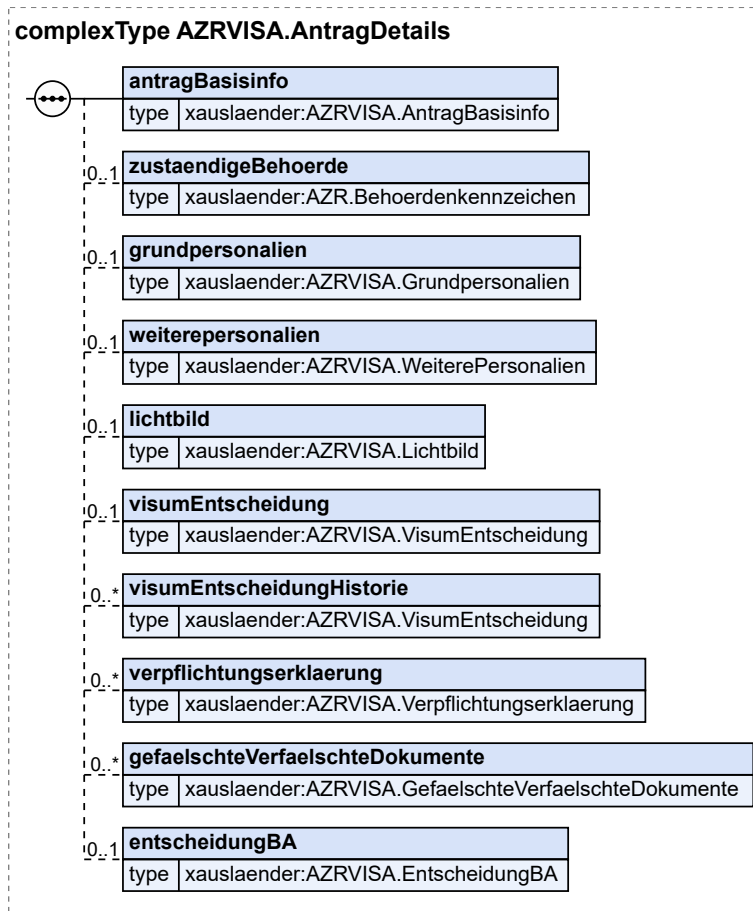 complexType AZRVISA.AntragDetails
antragBasisinfo
type xauslaender:AZRVISA.AntragBasisinfo
0..1 zustaendigeBehoerde
type xauslaender:AZR.Behoerdenkennzeichen
0..1 grundpersonalien
type xauslaender:AZRVISA.Grundpersonalien
0..1 weiterepersonalien
type xauslaender:AZRVISA.WeiterePersonalien
0..1 lichtbild
type xauslaender:AZRVISA.Lichtbild
0..1 visumEntscheidung
type xauslaender:AZRVISA.VisumEntscheidung
0..* visumEntscheidungHistorie
type xauslaender:AZRVISA.VisumEntscheidung
0..* verpflichtungserklaerung
type xauslaender:AZRVISA.Verpflichtungserklaerung
0..* gefaelschteVerfaelschteDokumente
type xauslaender:AZRVISA.GefaelschteVerfaelschteDokumente
0..1 entscheidungBA
type xauslaender:AZRVISA.EntscheidungBA